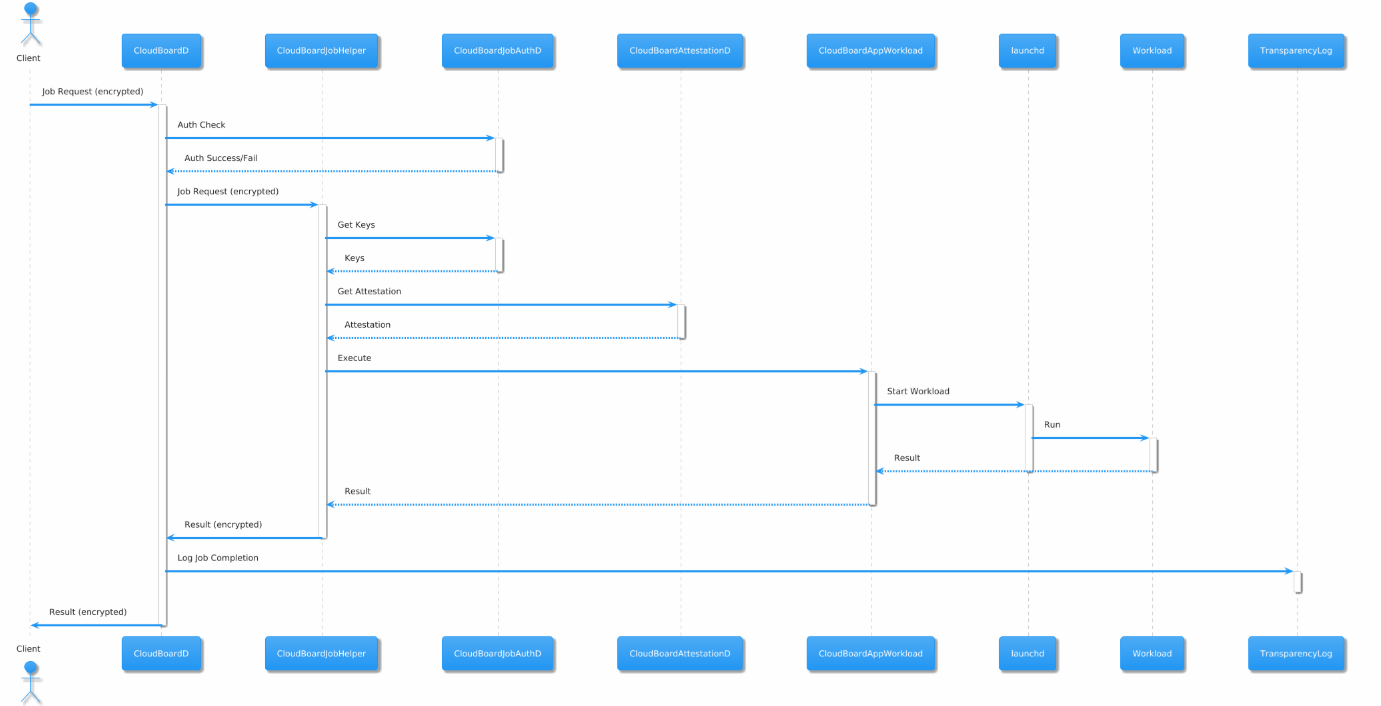 Client
CloudBoardD
CloudBoardJobHelper
CloudBoardJobAuthD
CloudBoardAttestationD
CloudBoardAppWorkload
launchd
Workload
TransparencyLog
Job Request (encrypted)
Auth Check
Auth Success/Fail
Job Request (encrypted)
Get Keys
Keys
Get Attestation
Attestation
Execute
Start Workload
Run
Result
Result
Result (encrypted)
Log Job Completion
Result (encrypted)
Client
CloudBoardD
CloudBoardJobHelper
CloudBoardJobAuthD
CloudBoardAttestationD
CloudBoardAppWorkload
launchd
Workload
TransparencyLog